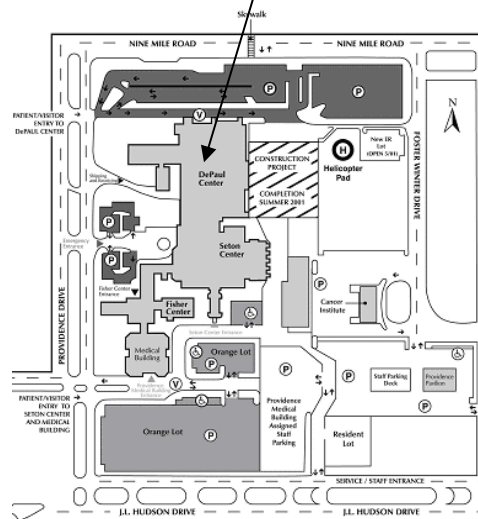 Skywalk
NINE MILE ROAD
NINE MILE ROAD
P
P
PATIENT/VISITOR
ENTRY TO
DePAUL CENTER
V
N
New ER
Lot
(OPEN 5/01)
H
Helicopter
Pad
CONSTRUCTION
PROJECT
COMPLETION
SUMMER 2001
DePaul
Center
Shipping
and Receiving
FOSTER WINTER DRIVE
P
Emergency
Entrance
P
Seton
Center
Fisher Center
Entrance
P
Cancer
Institute
Fisher
Center
PROVIDENCE DRIVE
Seton Center Entrance
Medical
Building
Orange Lot
P
P
P
Staff Parking
Deck
Providence
Pavilion
Providence
Medical Building
Entrance
V
PATIENT/VISITOR
ENTRY TO
SETON CENTER
AND MEDICAL
BUILDING
Providence
Medical
Building
Assigned
Staff
Parking
P
Orange Lot
P
Resident
Lot
SERVICE / STAFF ENTRANCE
J.L. HUDSON DRIVE
J.L. HUDSON DRIVE